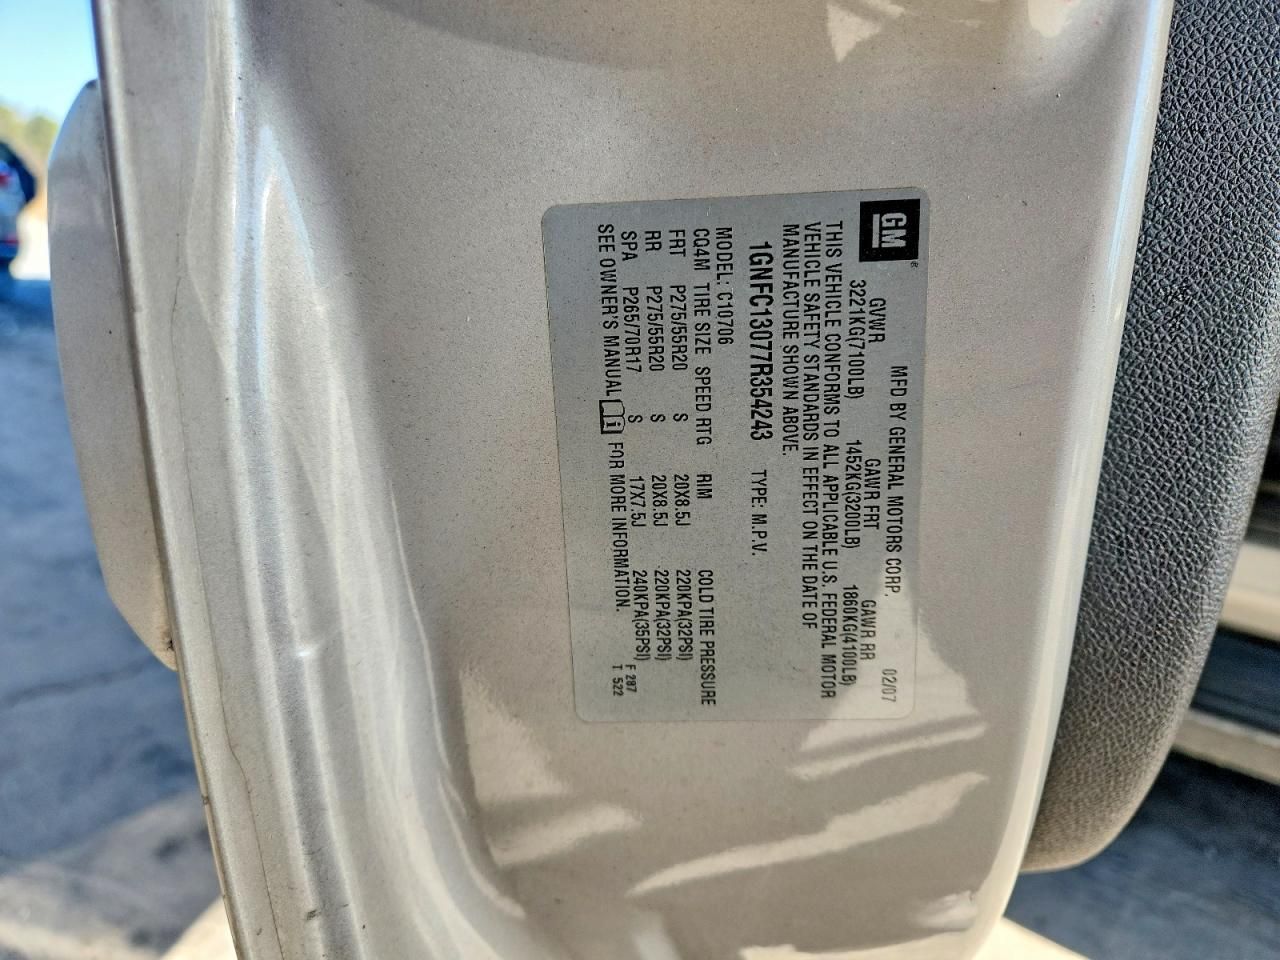 GM
MFD BY GENERAL MOTORS CORP. 02/07
GVWR GAWR FRT GAWR RR
3221KG(7100LB) 1452KG(3200LB) 1860KG(4100LB)
THIS VEHICLE CONFORMS TO ALL APPLICABLE U.S. FEDERAL MOTOR
VEHICLE SAFETY STANDARDS IN EFFECT ON THE DATE OF
MANUFACTURE SHOWN ABOVE.
1GNFC13077R354243 TYPE: M.P.V.
MODEL: C10706
CQ4M TIRE SIZE SPEED RTG RIM COLD TIRE PRESSURE
FRT P275/55R20 S 20X8.5J 220KPA(32PSI)
RR P275/55R20 S 20X8.5J 220KPA(32PSI)
SPA P265/70R17 S 17X7.5J 240KPA(35PSI)
SEE OWNER'S MANUAL i FOR MORE INFORMATION.
F 287
T 522